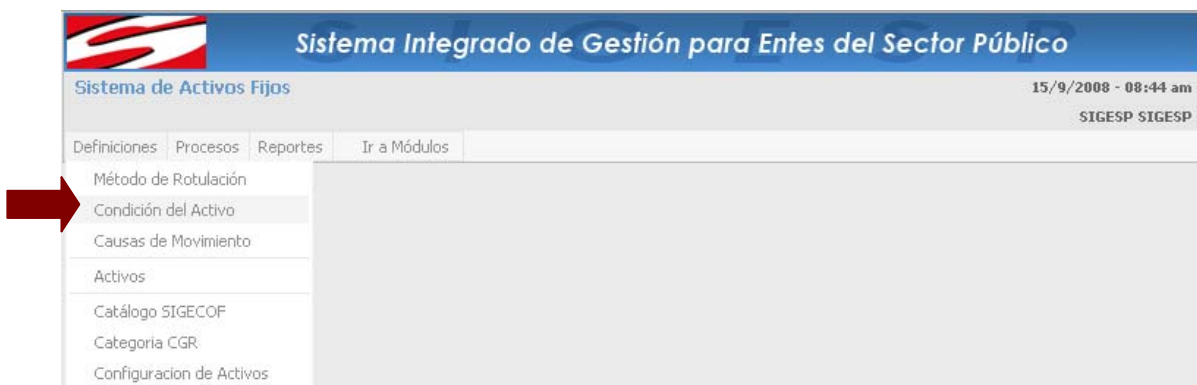 S I G E S P
Sistema Integrado de Gestión para Entes del Sector Público
Sistema de Activos Fijos
15/9/2008 - 08:44 am
SIGESP SIGESP
Definiciones Procesos Reportes Ir a Módulos
Método de Rotulación
Condición del Activo
Causas de Movimiento
Activos
Catálogo SIGECOF
Categoria CGR
Configuracion de Activos